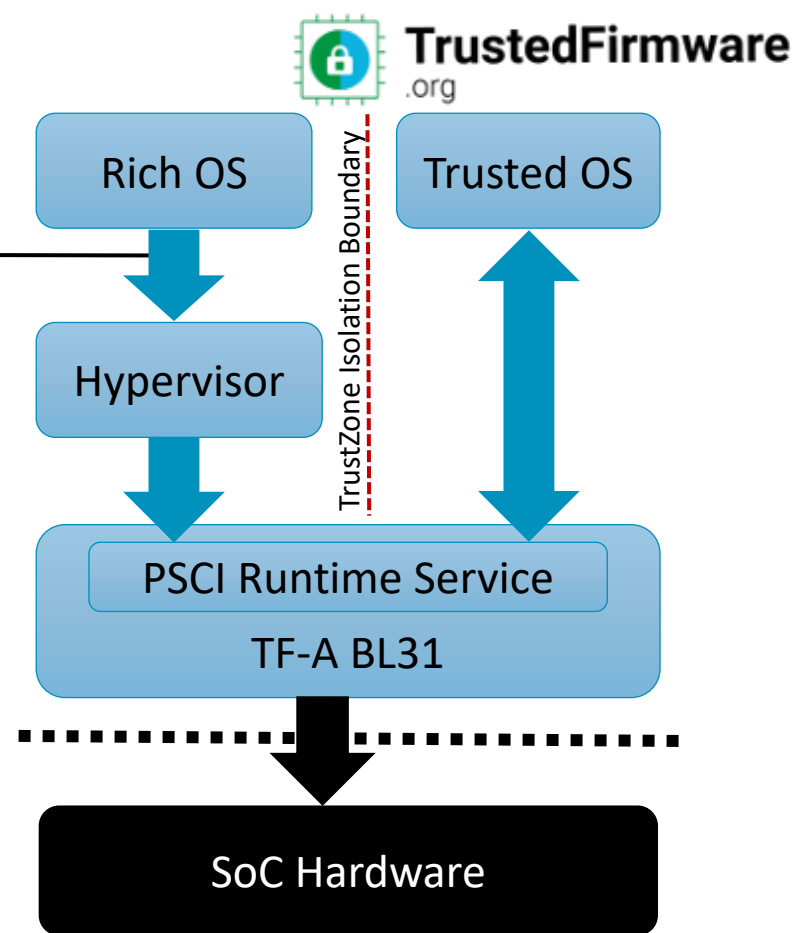 TrustedFirmware
.org
Rich OS
TrustZone Isolation Boundary
Trusted OS
Hypervisor
PSCI Runtime Service
TF-A BL31
SoC Hardware